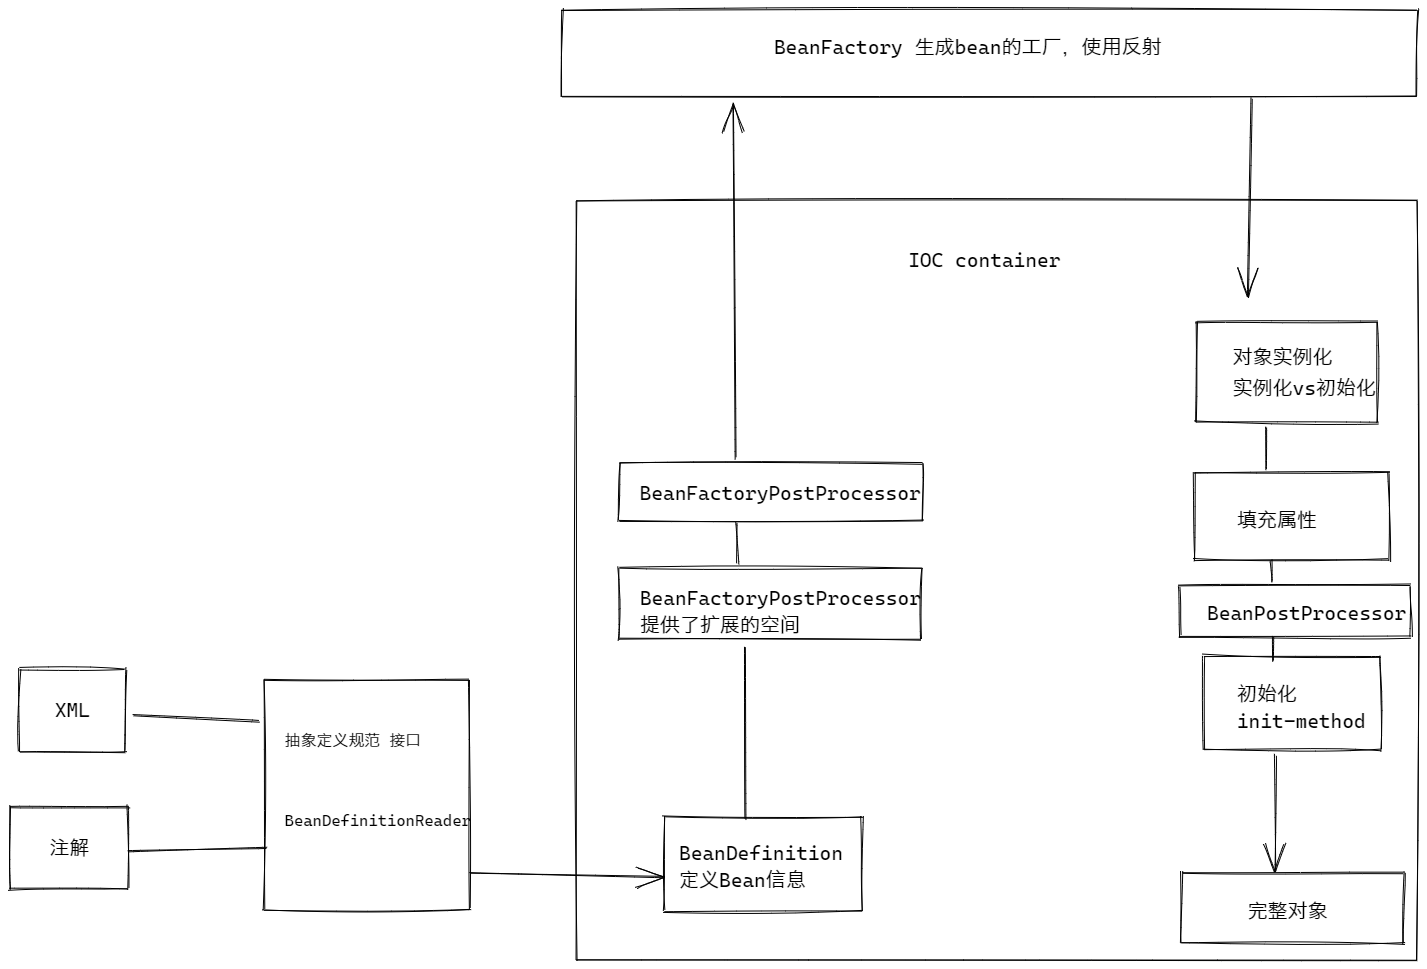 BeanFactory 生成bean的工厂，使用反射
IOC container
对象实例化
实例化vs初始化
BeanFactoryPostProcessor
填充属性
BeanFactoryPostProcessor
提供了扩展的空间
BeanPostProcessor
初始化
init-method
XML
抽象定义规范 接口
BeanDefinitionReader
注解
BeanDefinition
定义Bean信息
完整对象